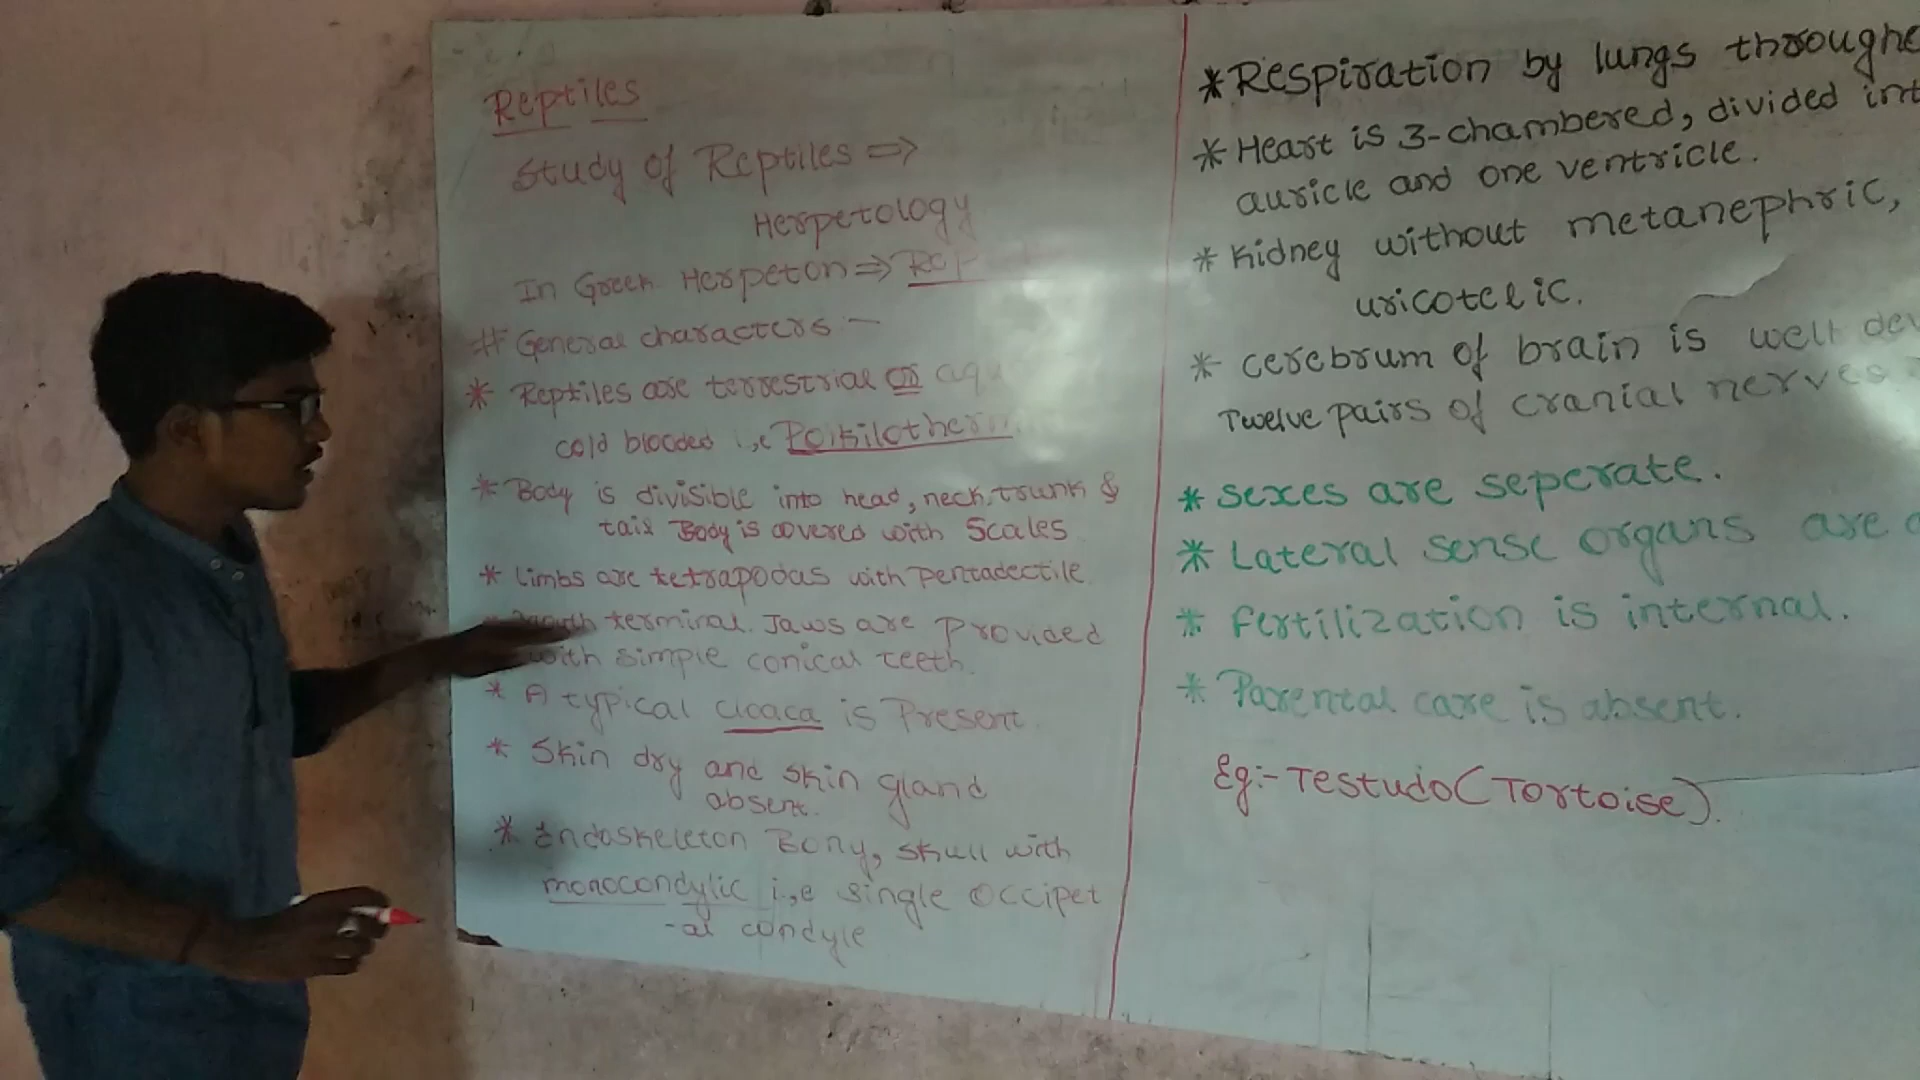 Reptiles
Study of Reptiles ⇒
Herpetology
In Greek Herpeton ⇒
# General characters :-
* Reptiles are terrestrial or
cold blooded i,e
* Body is divisible into head, neck, trunk &
tail Body is covered with Scales
* Limbs are tetrapodas with pentadectile.
terminal. Jaws are provided
with simple conical teeth.
* A typical cloaca is Present.
* Skin dry and skin gland
absent.
* Endoskeleton Bony, skull with
monocondylic i,e single occipet
-al condyle
* Respiration by lungs
* Heart is 3-chambered, divided
auricle and one ventricle.
* Kidney without metanephric,
uricotelic.
* cerebrum of brain is well
Twelve pairs of cranial nerves
* sexes are seperate.
* Lateral sense organs are
* fertilization is internal.
* Parental care is absent.
Eg:- Testudo (Tortoise).